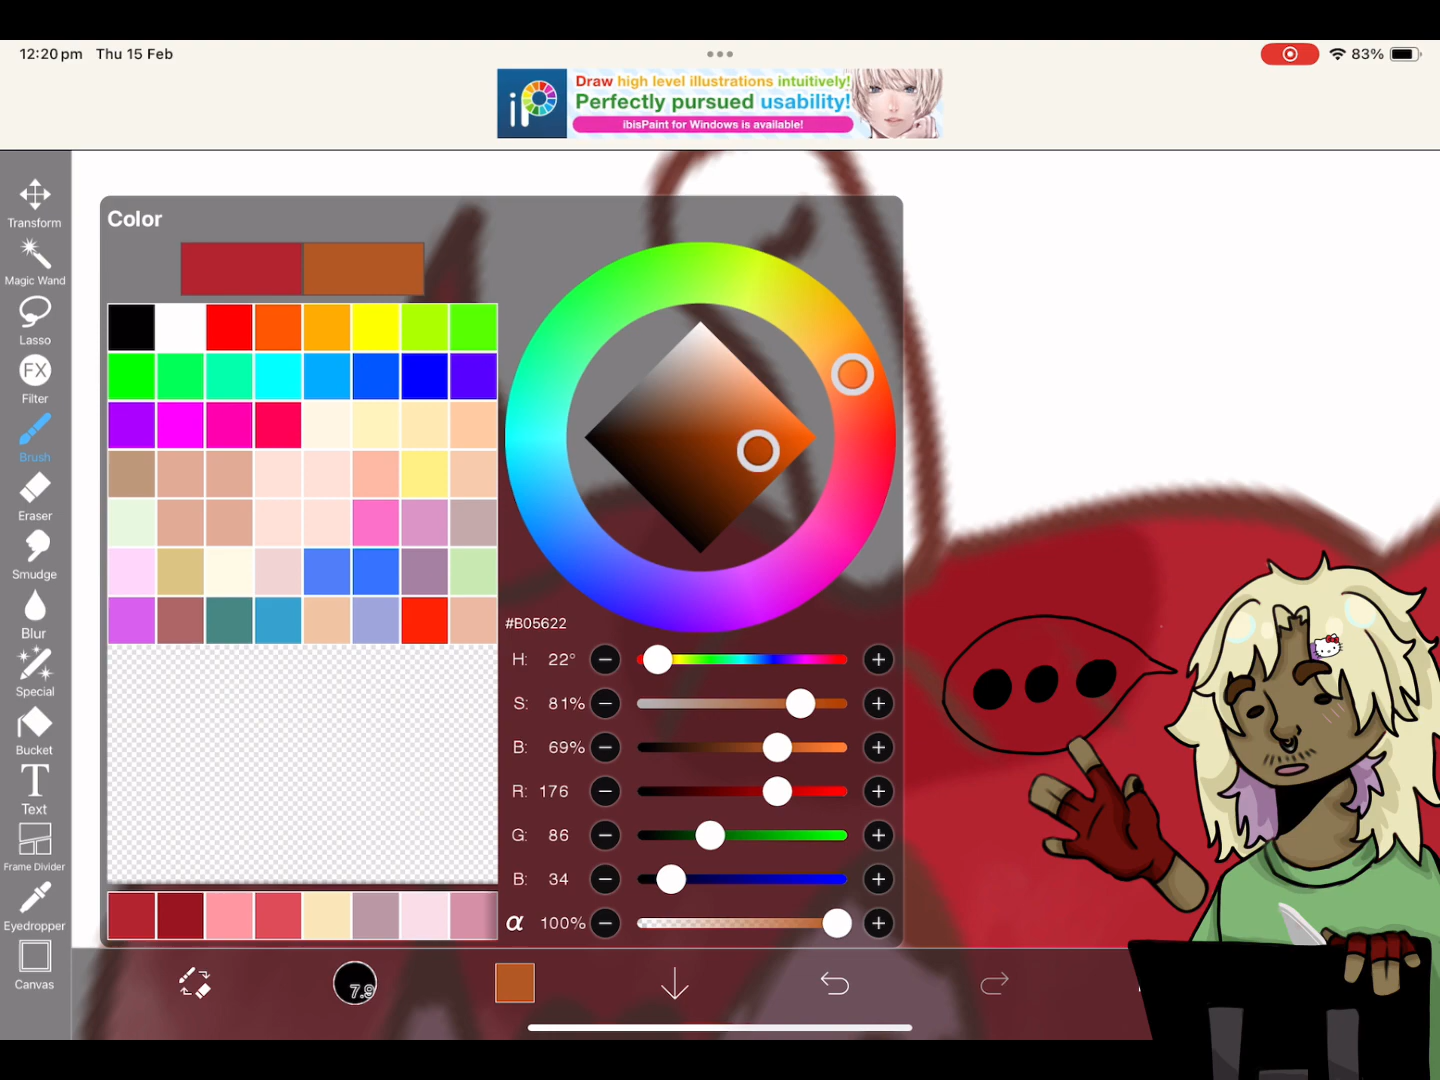 12:20 pm Thu 15 Feb
83%
iP
Draw high level illustrations intuitively!
Perfectly pursued usability!
ibisPaint for Windows is available!
Transform
Magic Wand
Lasso
FX
Filter
Brush
Eraser
Smudge
Blur
Special
Bucket
T
Text
Frame Divider
Eyedropper
Canvas
Color
#B05622
H: 22°
S: 81%
B: 69%
R: 176
G: 86
B: 34
α 100%
7.9